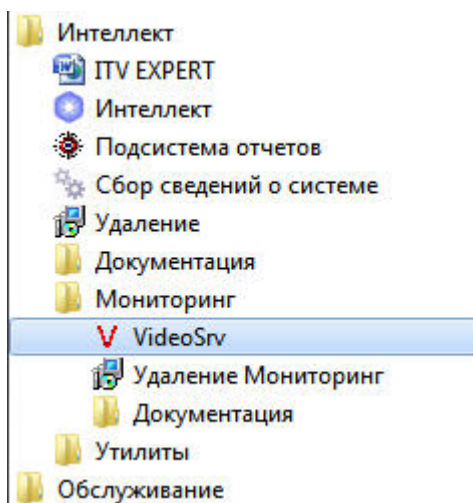 Интеллект
ITV EXPERT
Интеллект
Подсистема отчетов
Сбор сведений о системе
Удаление
Документация
Мониторинг
VideoSrv
Удаление Мониторинг
Документация
Утилиты
Обслуживание